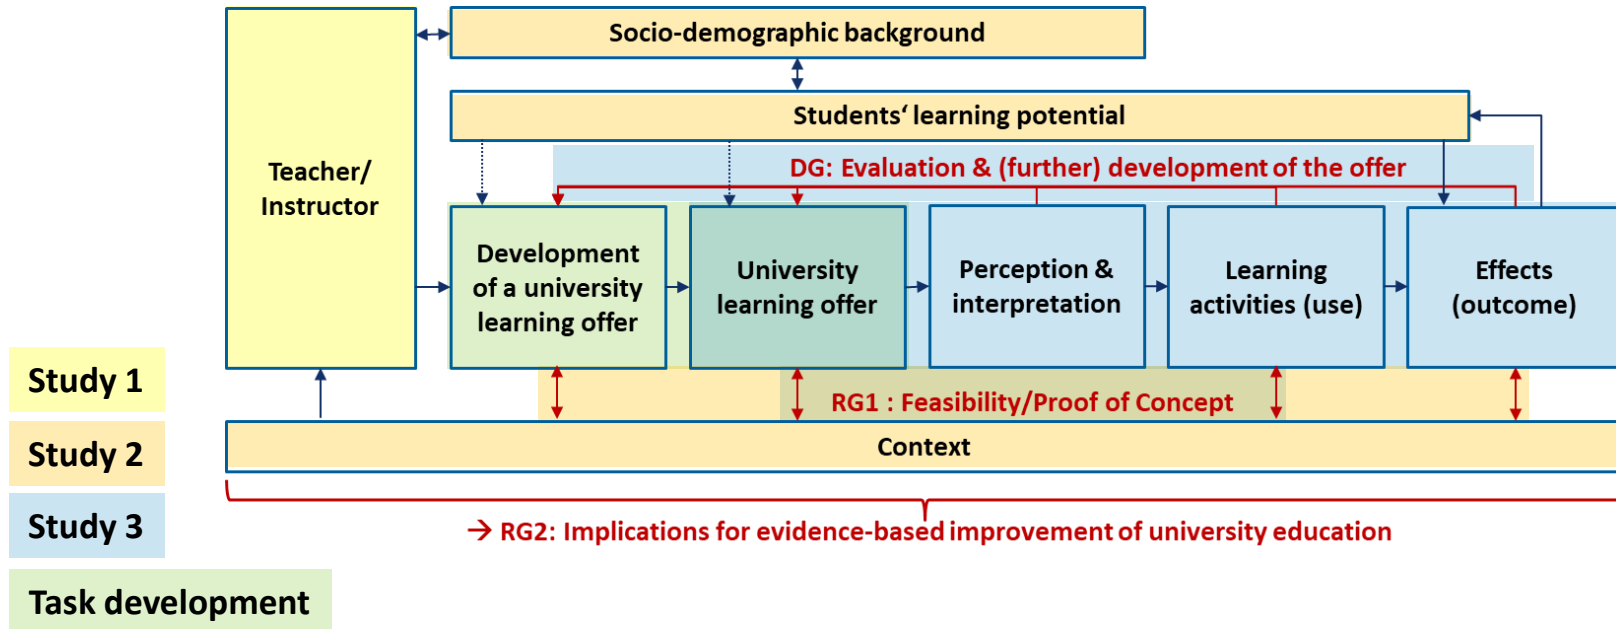 Socio-demographic background
Students‘ learning potential
Teacher/
Instructor
DG: Evaluation & (further) development of the offer
Development
of a university
learning offer
University
learning offer
Perception &
interpretation
Learning
activities (use)
Effects
(outcome)
Study 1
RG1 : Feasibility/Proof of Concept
Study 2
Context
Study 3
→ RG2: Implications for evidence-based improvement of university education
Task development